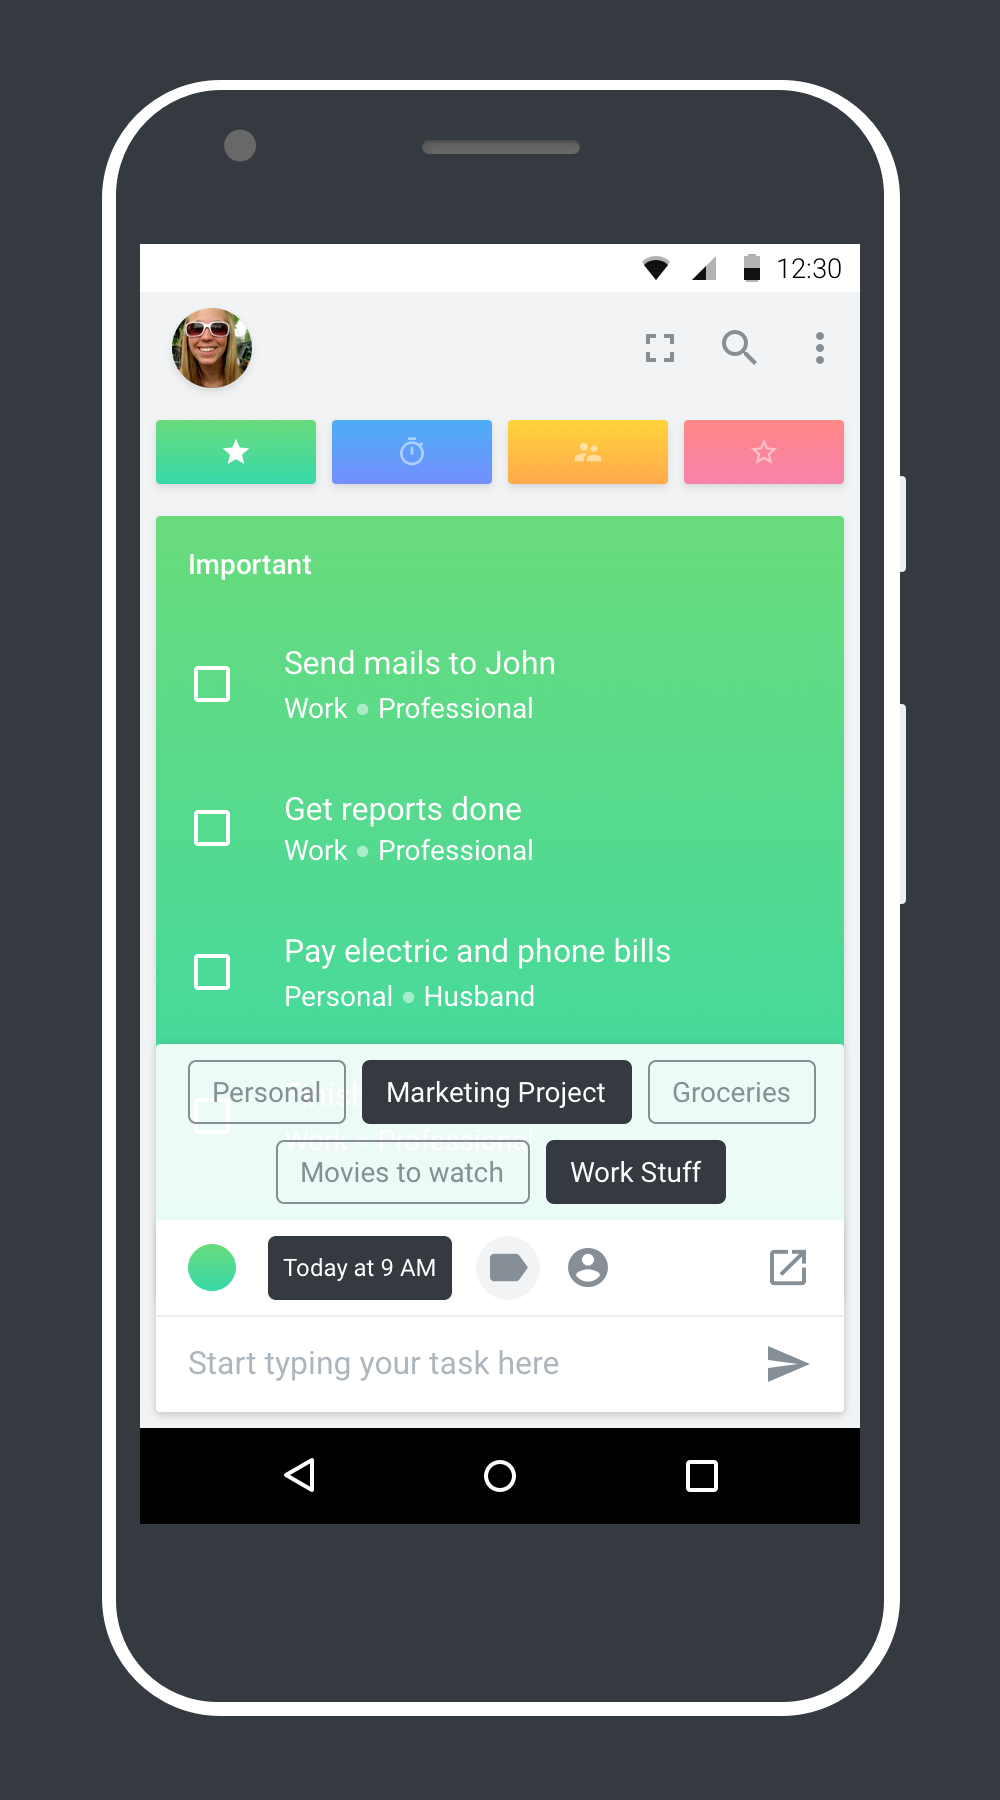 12:30
Important
Send mails to John
Work • Professional
Get reports done
Work • Professional
Pay electric and phone bills
Personal • Husband
Personal Marketing Project Groceries
Work • Professional
Movies to watch Work Stuff
Today at 9 AM
Start typing your task here